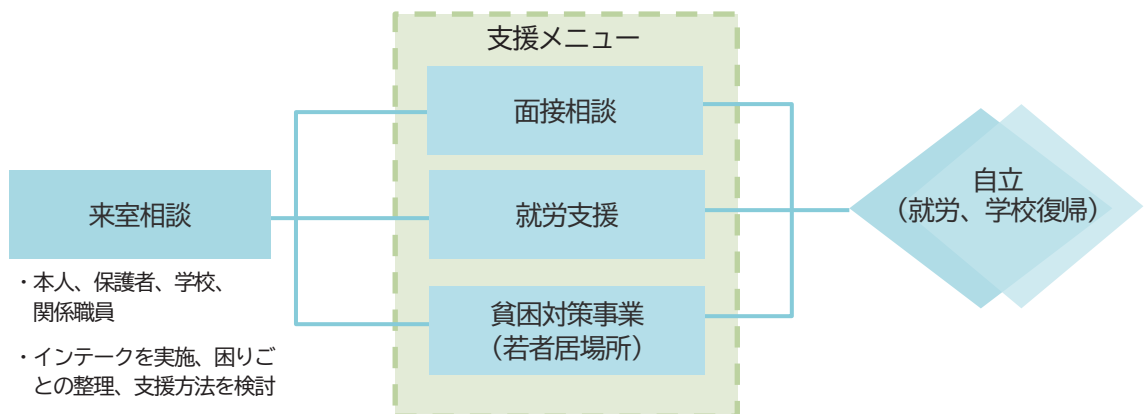 支援メニュー
面接相談
来室相談
就労支援
自立
（就労、学校復帰）
・本人、保護者、学校、
関係職員
・インテークを実施、困りご
との整理、支援方法を検討
貧困対策事業
（若者居場所）